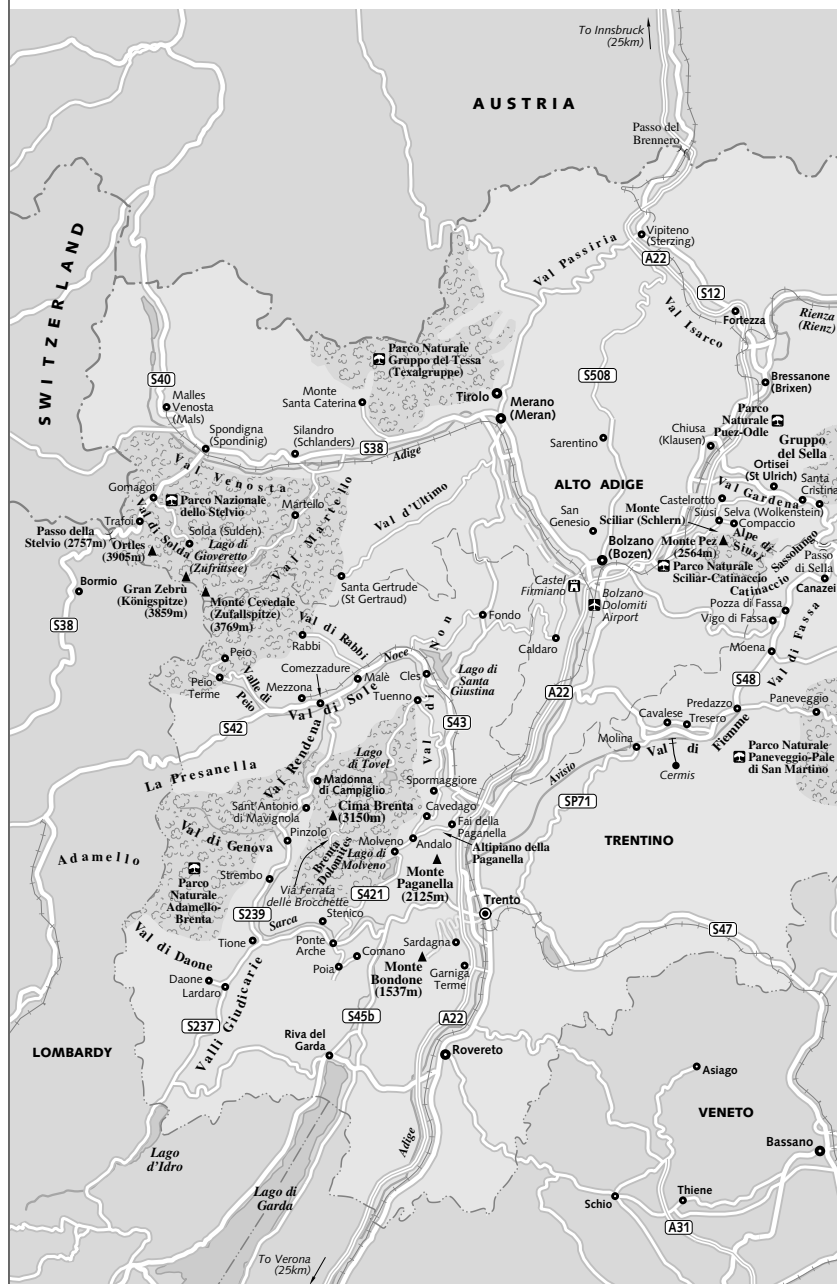 To Innsbruck
(25km)
AUSTRIA
Passo del
Brennero
SWITZERLAND
Vipiteno
(Sterzing)
A22
Val Passiria
S12
Val Isarco
Fortezza
Rienza
(Rienz)
Parco Naturale
Gruppo del Tessa
(Texalgruppe)
S40
S508
Malles
Venosta
(Mals)
Monte
Santa Caterina
Tirolo
Merano
(Meran)
Bressanone
(Brixen)
Parco
Naturale
Puez-Odle
Spondigna
(Spondinig)
Silandro
(Schlanders)
S38
Adige
Sarentino
Chiusa
(Klausen)
Gruppo
del Sella
Val Venosta
ALTO ADIGE
Ortisei
(St Ulrich)
Gomagoi
Parco Nazionale
dello Stelvio
Martello
Val Martello
Val d'Ultimo
Castelrotto
Val Gardena
Santa
Cristina
Trafoi
Val di Solda
Solda (Sulden)
San
Genesio
Monte
Sciliar (Schlern)
Siusi
Selva (Wolkenstein)
Compaccio
Passo della
Stelvio (2757m)
Ortles
(3905m)
Lago di
Gioveretto
(Zufrittsee)
Bolzano
(Bozen)
Monte Pez
(2564m)
Alpe di
Siusi
Sassolungo
Passo
di Sella
Bormio
Gran Zebrù
(Königspitze)
(3859m)
Monte Cevedale
(Zufallspitze)
(3769m)
Santa Gertrude
(St Gertraud)
Castel
Firmiano
Parco Naturale
Sciliar-Catinaccio
Catinaccio
Canazei
S38
Bolzano
Dolomiti
Airport
Pozza di Fassa
Vigo di Fassa
Val di Fassa
Val di Rabbi
Rabbi
Fondo
Caldaro
Moena
Peio
Comezzadure
Noce
Val di Non
Lago di
Santa
Giustina
Peio
Terme
Valle di
Peio
Mezzona
Malè
Cles
A22
S48
Val di Sole
Tuenno
Predazzo
Paneveggio
S42
S43
Cavalese
Tesero
Molina
Val di Fiemme
La Presanella
Val Rendena
Lago
di Tovel
Avisio
Cermis
Parco Naturale
Paneveggio-Pale
di San Martino
Madonna
di Campiglio
Spormaggiore
SP71
Sant'Antonio
di Mavignola
Cima Brenta
(3150m)
Cavedago
Fai della
Paganella
Val di Genova
Pinzolo
Molveno
Andalo
Altipiano della
Paganella
TRENTINO
Adamello
Brenta
Dolomites
Lago di
Molveno
Parco
Naturale
Adamello-
Brenta
Strembo
Via Ferrata
delle Brocchette
S421
Monte
Paganella
(2125m)
Trento
S239
Sarca
Stenico
Val di Daone
Tione
Ponte
Arche
Comano
Sardagna
S47
Daone
Lardaro
Poia
Monte
Bondone
(1537m)
Garniga
Terme
S237
Valli Giudicarie
S45b
A22
LOMBARDY
Riva del
Garda
Rovereto
Asiago
VENETO
Lago
d'Idro
Adige
Bassano
Lago di
Garda
Schio
Thiene
A31
To Verona
(25km)